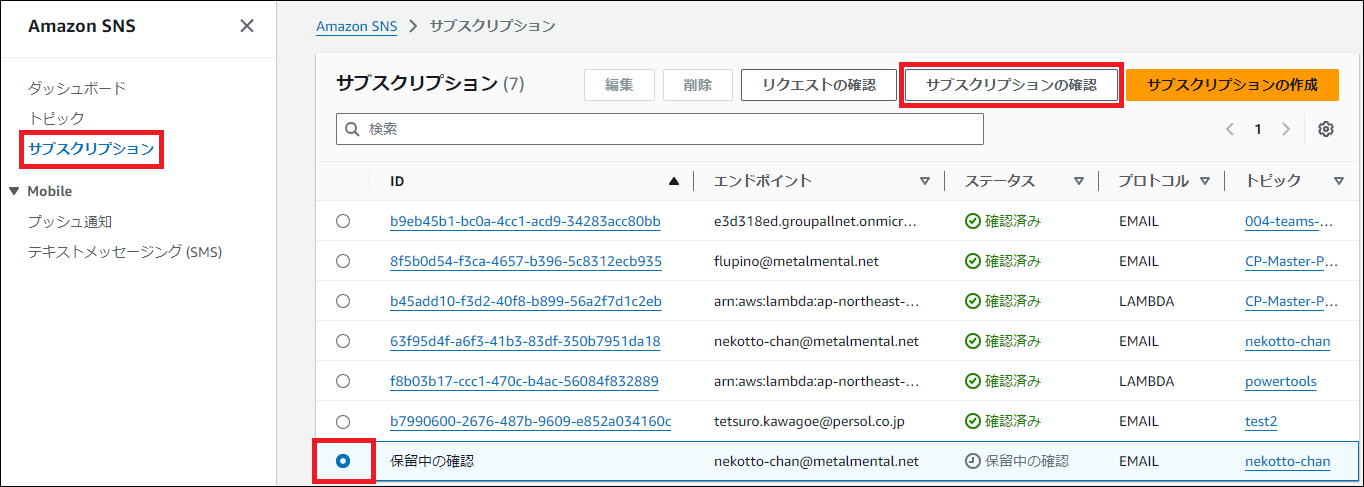 Amazon SNS
ダッシュボード
トピック
サブスクリプション
Mobile
プッシュ通知
テキストメッセージング (SMS)
Amazon SNS > サブスクリプション
サブスクリプション (7) 編集 削除 リクエストの確認 サブスクリプションの確認 サブスクリプションの作成
検索 1
ID エンドポイント ステータス プロトコル トピック
b9eb45b1-bc0a-4cc1-acd9-34283acc80bb e3d318ed.groupallnet.onmicr... 確認済み EMAIL 004-teams-...
8f5b0d54-f3ca-4657-b396-5c8312ecb935 flupino@metalmental.net 確認済み EMAIL CP-Master-P...
b45add10-f3d2-40f8-b899-56a2f7d1c2eb arn:aws:lambda:ap-northeast-... 確認済み LAMBDA CP-Master-P...
63f95d4f-a6f3-41b3-83df-350b7951da18 nekotto-chan@metalmental.net 確認済み EMAIL nekotto-chan
f8b03b17-ccc1-470c-b4ac-56084f832889 arn:aws:lambda:ap-northeast-... 確認済み LAMBDA powertools
b7990600-2676-487b-9609-e852a034160c tetsuro.kawagoe@persol.co.jp 確認済み EMAIL test2
保留中の確認 nekotto-chan@metalmental.net 保留中の確認 EMAIL nekotto-chan